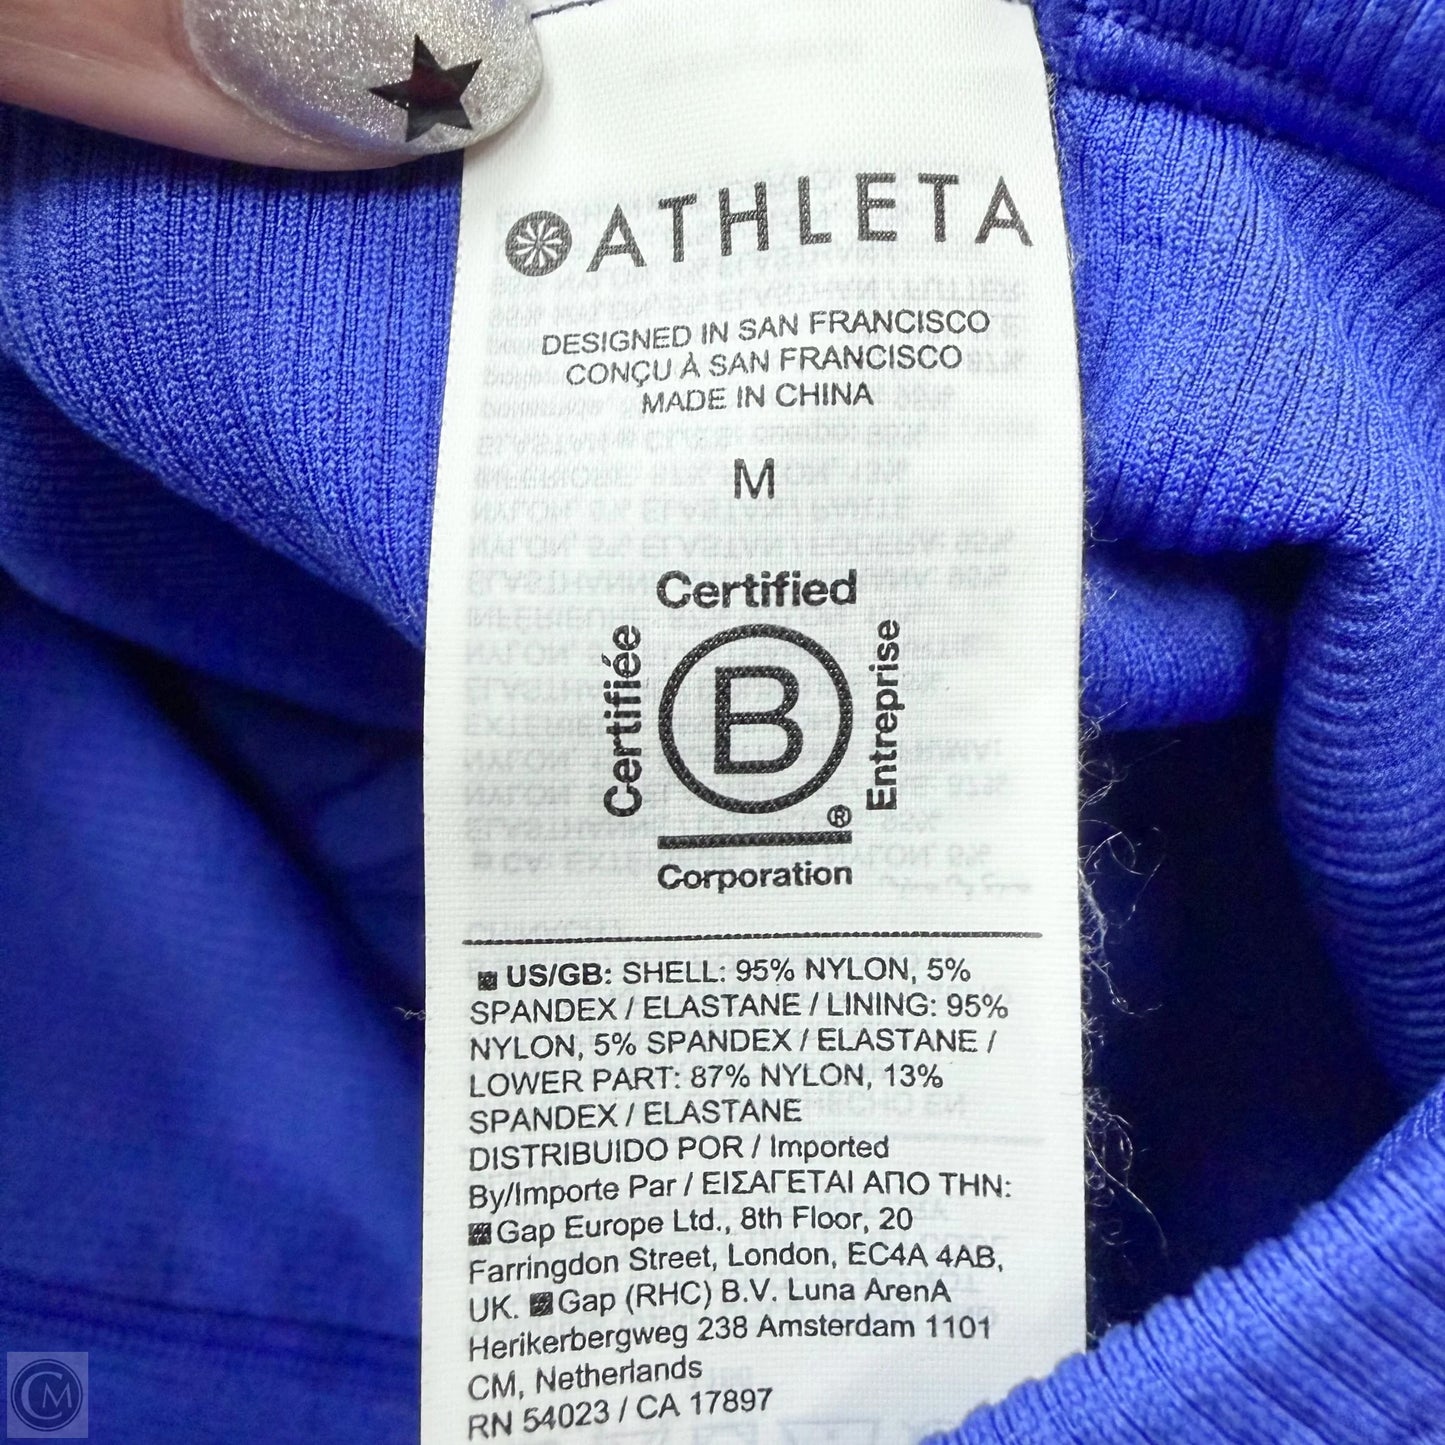 ATHLETA
DESIGNED IN SAN FRANCISCO
CONÇU À SAN FRANCISCO
MADE IN CHINA
M
Certified
Certifiée
B
Entreprise
®
Corporation
US/GB: SHELL: 95% NYLON, 5%
SPANDEX / ELASTANE / LINING: 95%
NYLON, 5% SPANDEX / ELASTANE /
LOWER PART: 87% NYLON, 13%
SPANDEX / ELASTANE
DISTRIBUIDO POR / Imported
By/Importe Par / ΕΙΣΑΓΕΤΑΙ ΑΠΟ ΤΗΝ:
Gap Europe Ltd., 8th Floor, 20
Farringdon Street, London, EC4A 4AB,
UK. Gap (RHC) B.V. Luna ArenA
Herikerbergweg 238 Amsterdam 1101
CM, Netherlands
RN 54023 / CA 17897
CM